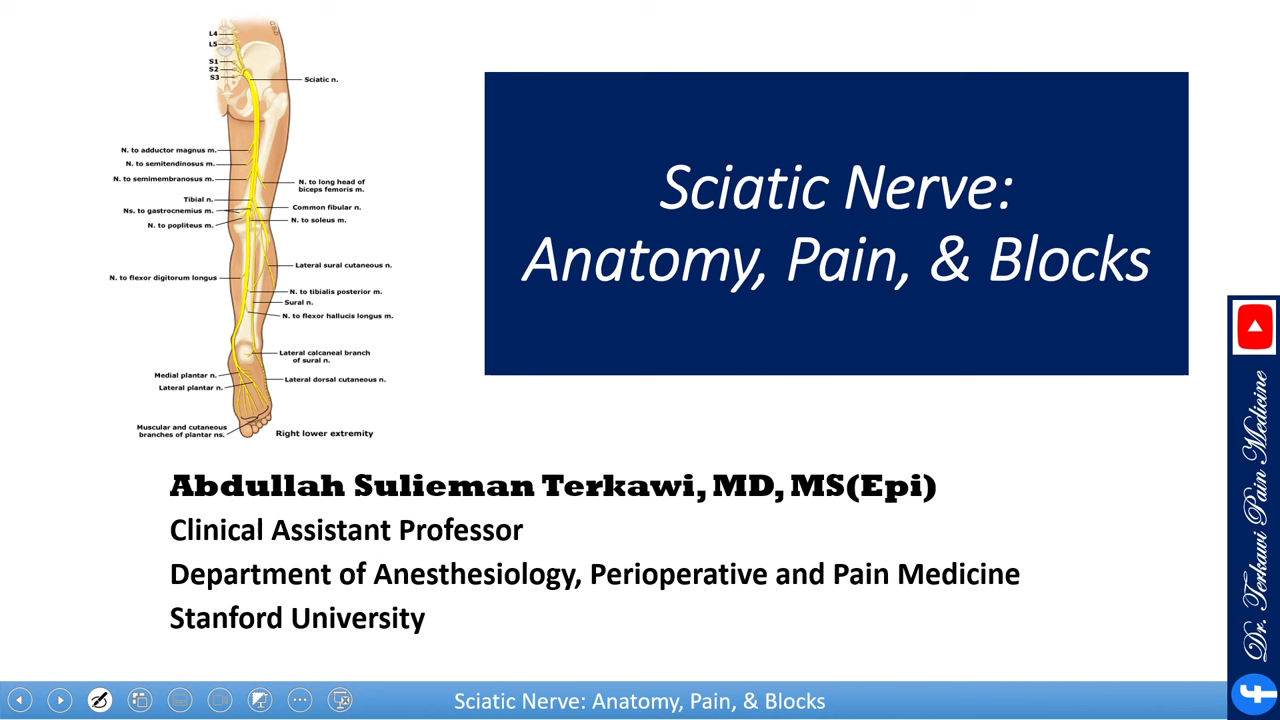 L4
L5
S1
S2
S3
Sciatic n.
N. to adductor magnus m.
N. to semitendinosus m.
N. to semimembranosus m.
N. to long head of
biceps femoris m.
Tibial n.
Common fibular n.
Ns. to gastrocnemius m.
N. to soleus m.
N. to popliteus m.
Lateral sural cutaneous n.
N. to flexor digitorum longus
N. to tibialis posterior m.
Sural n.
N. to flexor hallucis longus m.
Lateral calcaneal branch
of sural n.
Medial plantar n.
Lateral dorsal cutaneous n.
Lateral plantar n.
Muscular and cutaneous
branches of plantar ns.
Right lower extremity
Sciatic Nerve:
Anatomy, Pain, & Blocks
Abdullah Sulieman Terkawi, MD, MS(Epi)
Clinical Assistant Professor
Department of Anesthesiology, Perioperative and Pain Medicine
Stanford University
Dr. Terkawi Pain Medicine
Sciatic Nerve: Anatomy, Pain, & Blocks